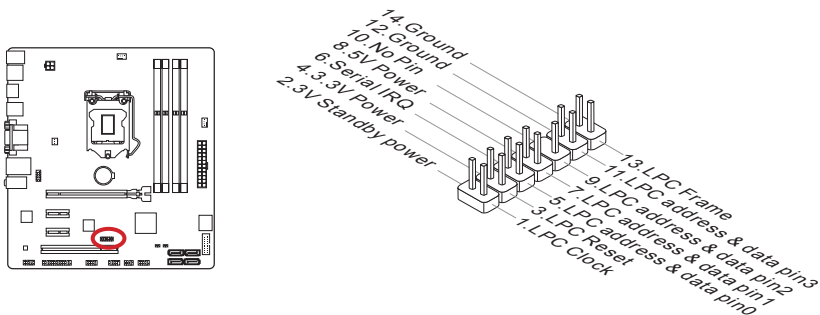 14.Ground
12.Ground
10.No Pin
8.5V Power
6.Serial IRQ
4.3.3V Power
2.3V Standby power
13.LPC Frame
11.LPC address & data pin3
9.LPC address & data pin2
7.LPC address & data pin1
5.LPC address & data pin0
3.LPC Reset
1.LPC Clock